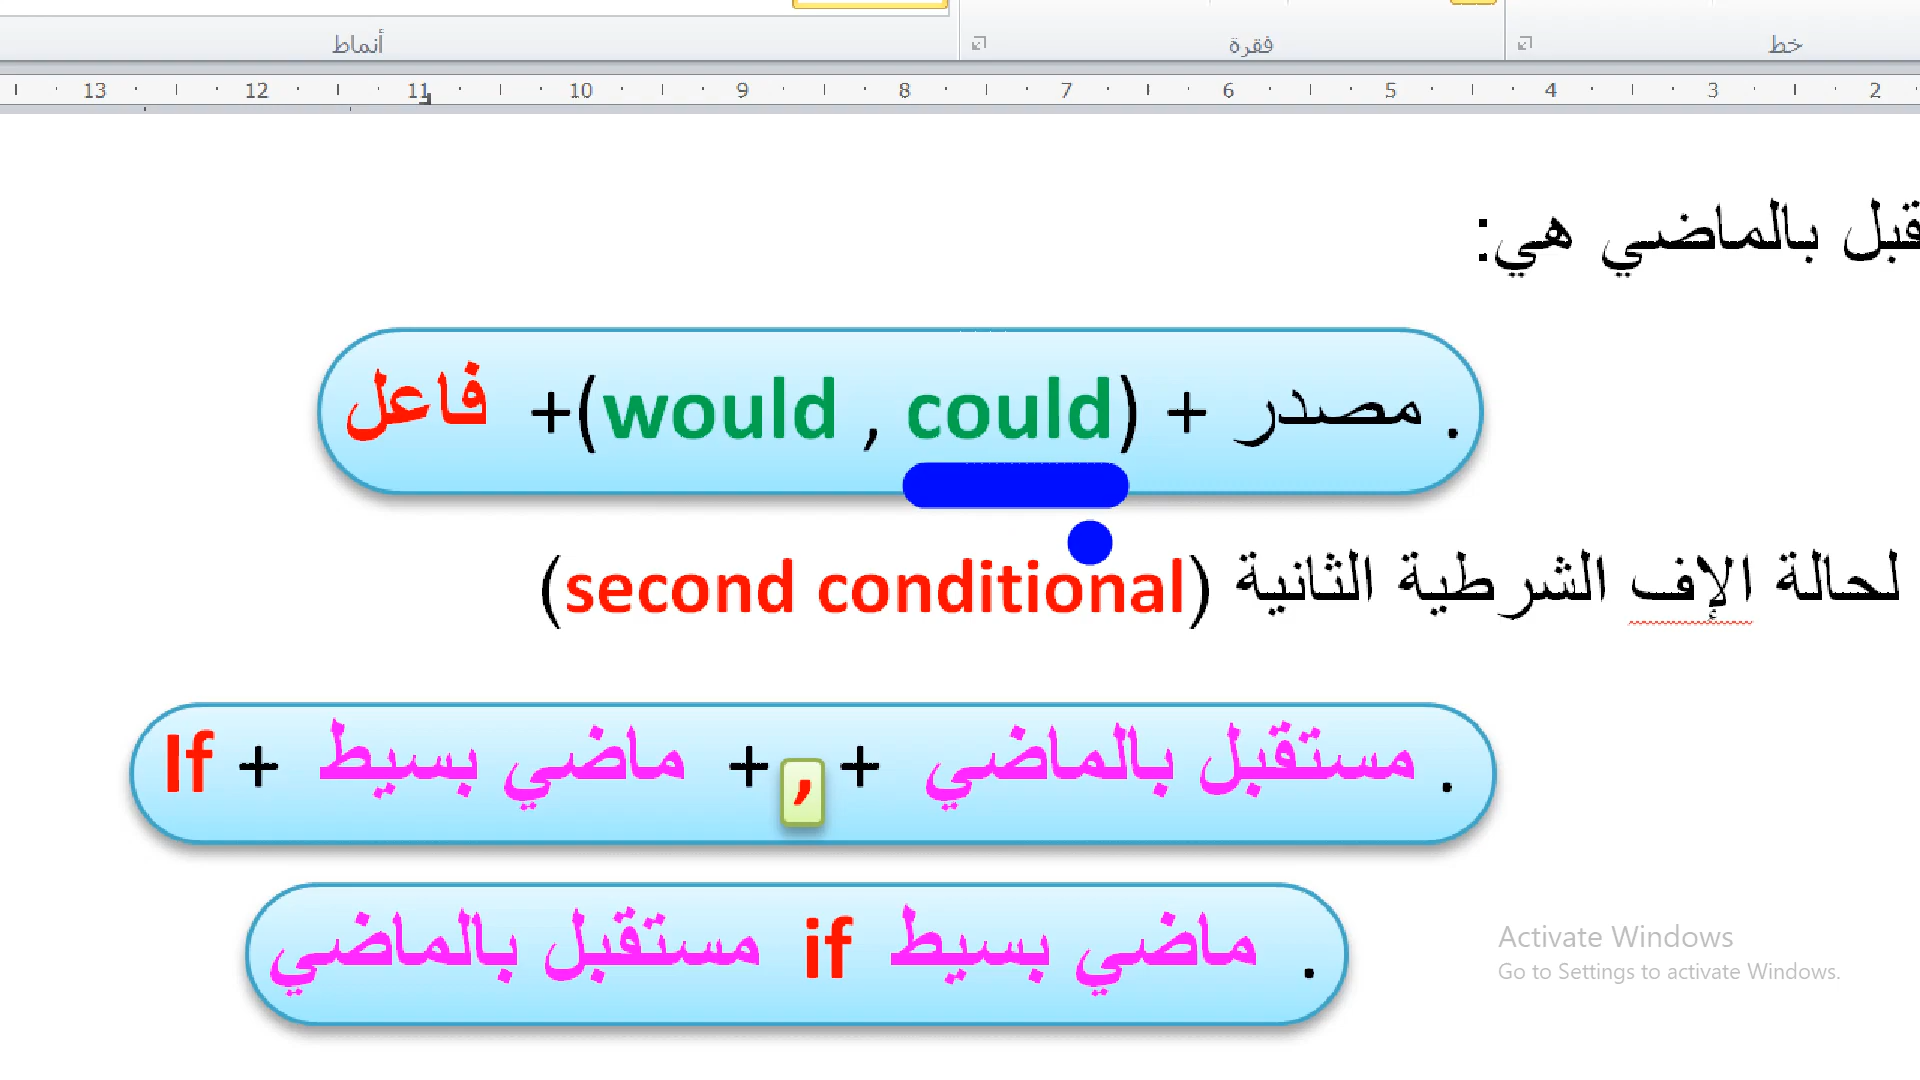 أنماط
فقرة
خط
13 12 11 10 9 8 7 6 5 4 3 2
بالماضي هي:
فاعل +(would , could) + مصدر .
لحالة الإف الشرطية الثانية (second conditional)
If + ماضي بسيط + , + مستقبل بالماضي .
مستقبل بالماضي if ماضي بسيط .
Activate Windows
Go to Settings to activate Windows.